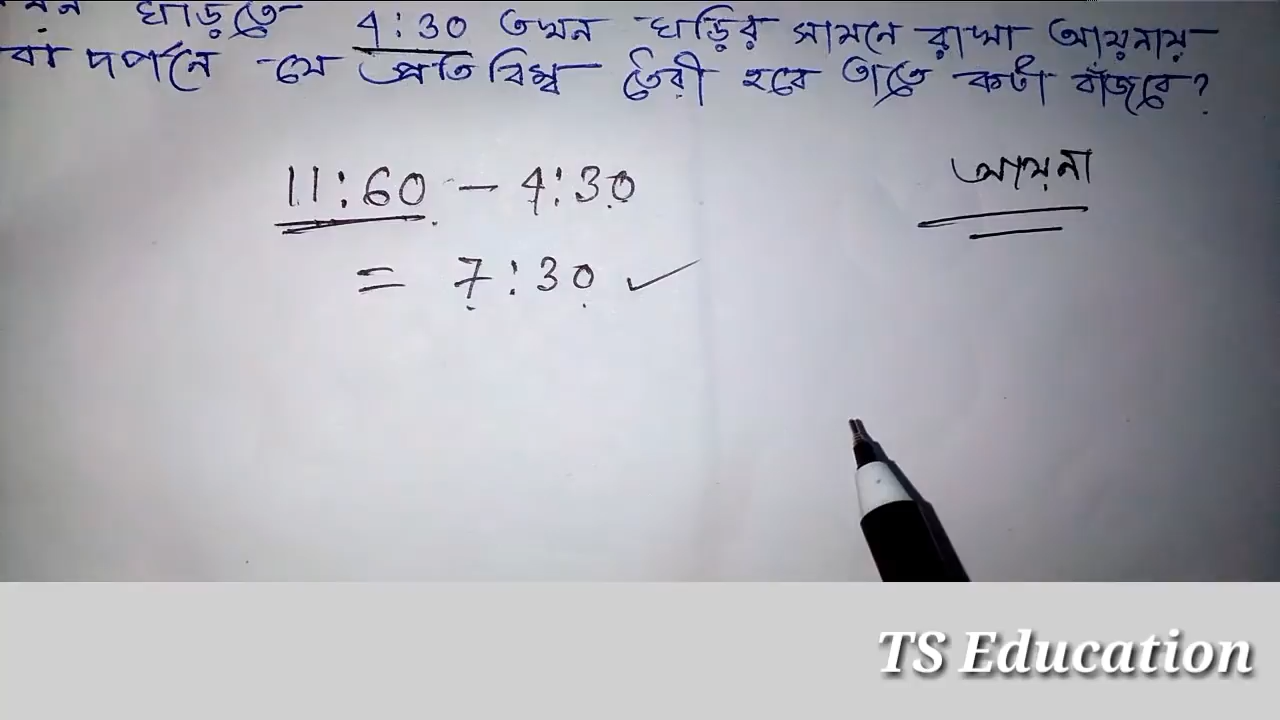 ঘড়িতে 4:30 তখন ঘড়ির সামনে রাখা আয়নায়
বা দর্পনে যে প্রতিবিম্ব তৈরী হবে তাতে কটা বাঁজবে?
আয়না
11:60 - 4:30
= 7:30 ✓
TS Education